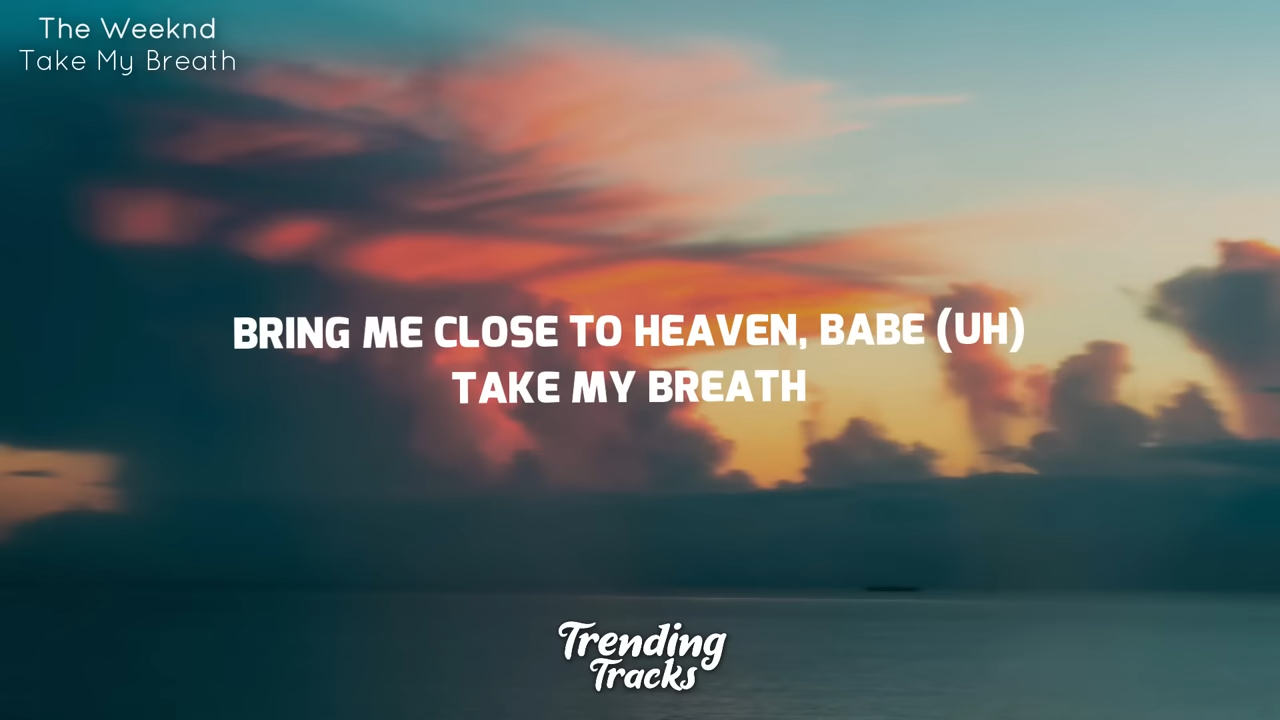 The Weeknd
Take My Breath
BRING ME CLOSE TO HEAVEN, BABE (UH)
TAKE MY BREATH
Trending
Tracks